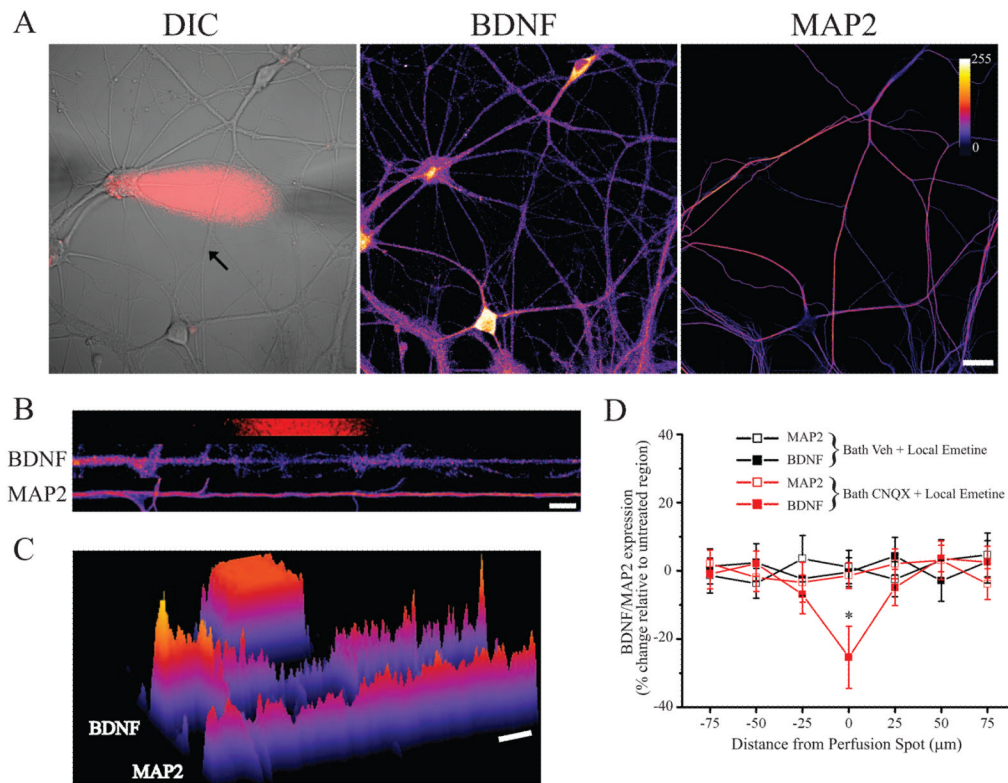 A
DIC
BDNF
MAP2
255
0
B
BDNF
MAP2
C
BDNF
MAP2
D
MAP2
BDNF
Bath Veh + Local Emetine
MAP2
BDNF
Bath CNQX + Local Emetine
BDNF/MAP2 expression
(% change relative to untreated region)
40
20
0
-20
-40
*
-75 -50 -25 0 25 50 75
Distance from Perfusion Spot (μm)